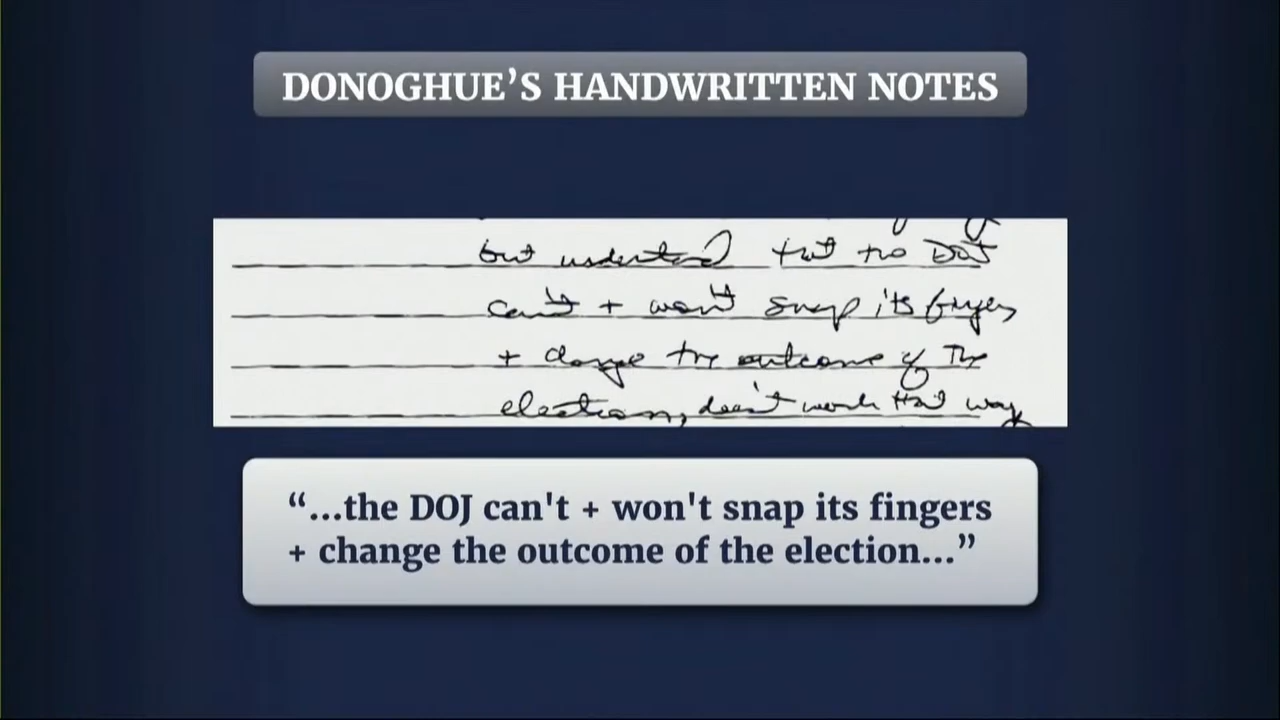 DONOGHUE’S HANDWRITTEN NOTES
but understand that the DOJ
can't + won't snap its fingers
+ change the outcome of the
election, doesn't work that way
“...the DOJ can't + won't snap its fingers
+ change the outcome of the election...”